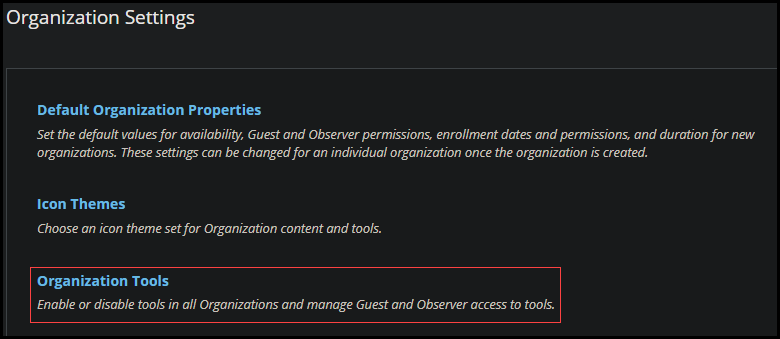 Organization Settings
Default Organization Properties
Set the default values for availability, Guest and Observer permissions, enrollment dates and permissions, and duration for new
organizations. These settings can be changed for an individual organization once the organization is created.
Icon Themes
Choose an icon theme set for Organization content and tools.
Organization Tools
Enable or disable tools in all Organizations and manage Guest and Observer access to tools.